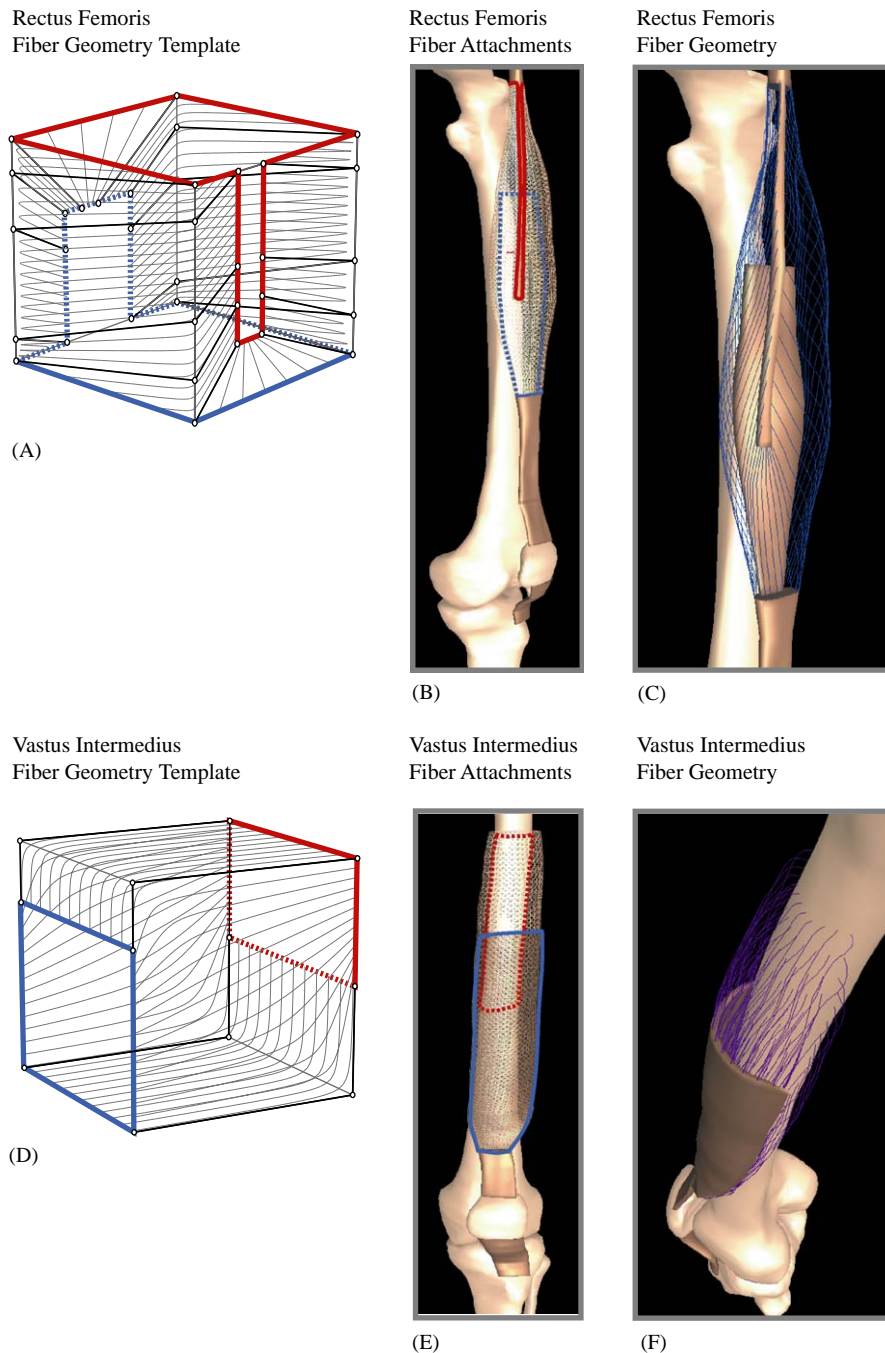 Rectus Femoris
Fiber Geometry Template
Rectus Femoris
Fiber Attachments
Rectus Femoris
Fiber Geometry
(A)
(B)
(C)
Vastus Intermedius
Fiber Geometry Template
Vastus Intermedius
Fiber Attachments
Vastus Intermedius
Fiber Geometry
(D)
(E)
(F)